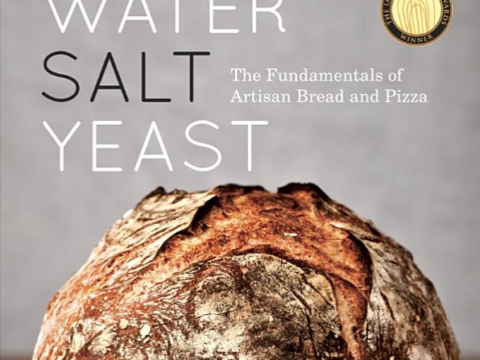 WATER
SALT
YEAST
The Fundamentals of
Artisan Bread and Pizza
WINNER